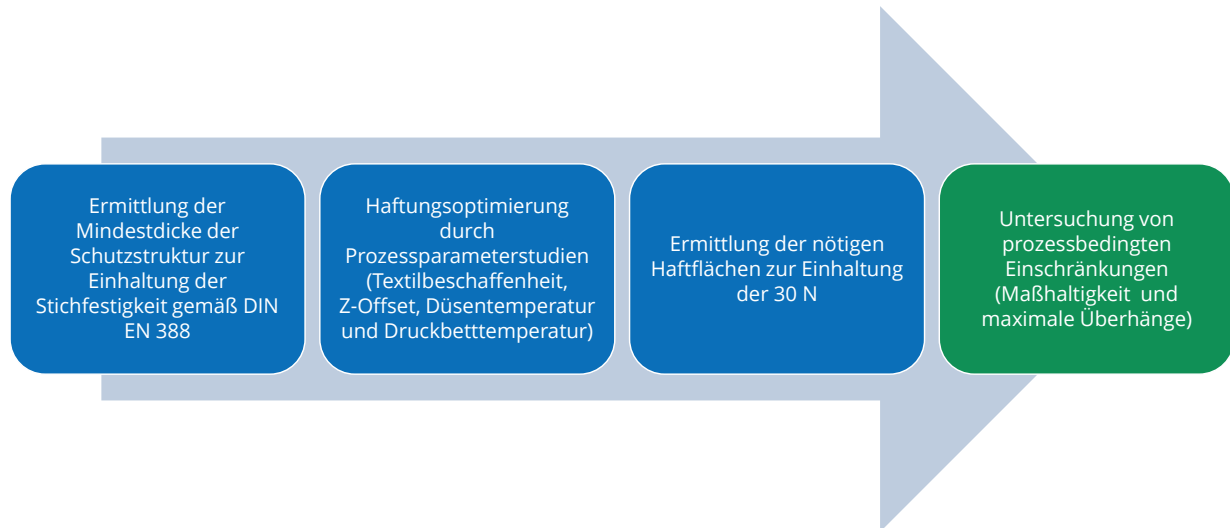 Ermittlung der
Mindestdicke der
Schutzstruktur zur
Einhaltung der
Stichfestigkeit gemäß DIN
EN 388
Haftungsoptimierung
durch
Prozessparameterstudien
(Textilbeschaffenheit,
Z-Offset, Düsentemperatur
und Druckbetttemperatur)
Ermittlung der nötigen
Haftflächen zur Einhaltung
der 30 N
Untersuchung von
prozessbedingten
Einschränkungen
(Maßhaltigkeit und
maximale Überhänge)